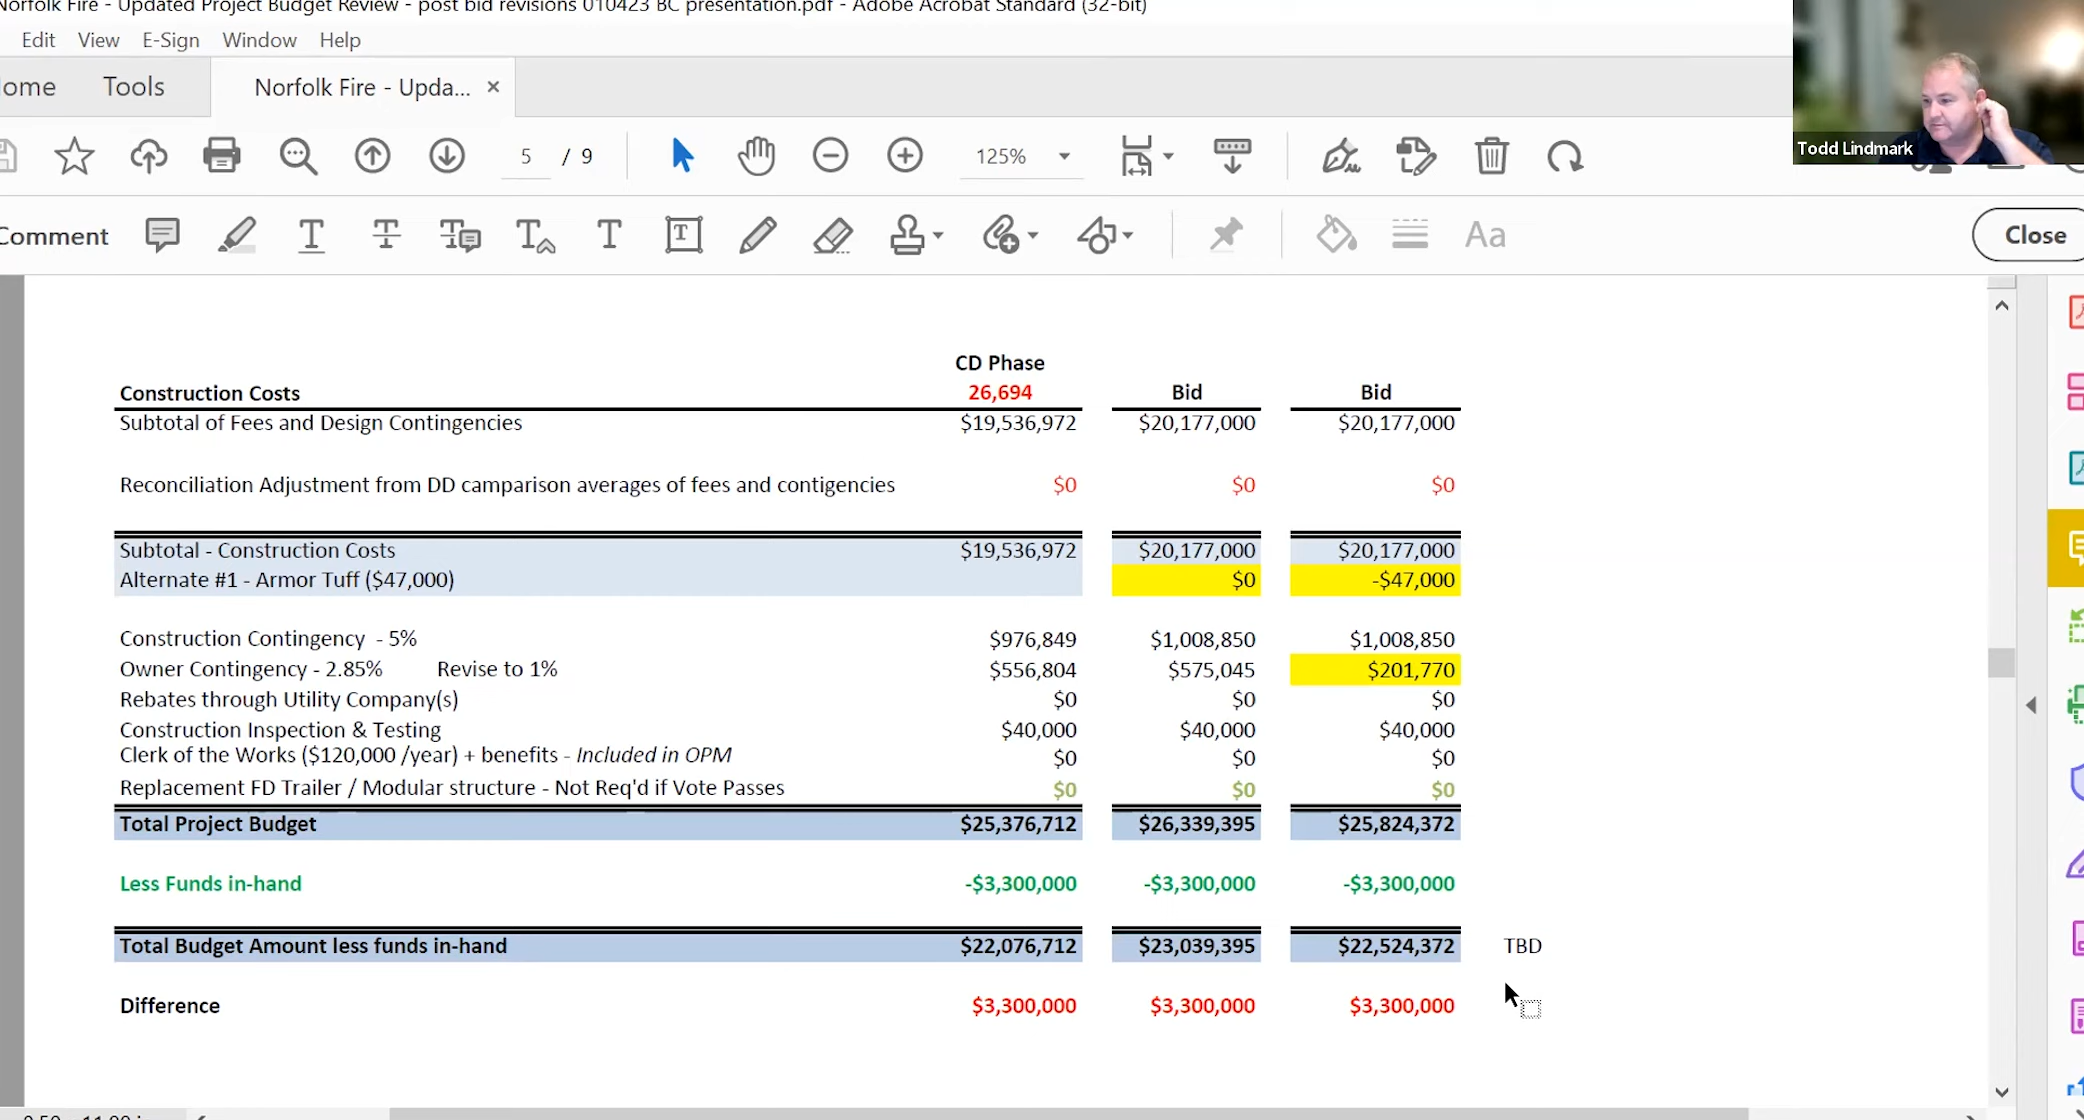 Norfolk Fire - Updated Project Budget Review - post bid revisions 010423 BC presentation.pdf - Adobe Acrobat Standard (32-bit)
Edit View E-Sign Window Help
ome Tools Norfolk Fire - Upda... ×
5 / 9 125%
Todd Lindmark
Comment Aa Close
CD Phase
Construction Costs 26,694 Bid Bid
Subtotal of Fees and Design Contingencies $19,536,972 $20,177,000 $20,177,000
Reconciliation Adjustment from DD camparison averages of fees and contigencies $0 $0 $0
Subtotal - Construction Costs $19,536,972 $20,177,000 $20,177,000
Alternate #1 - Armor Tuff ($47,000) $0 -$47,000
Construction Contingency - 5% $976,849 $1,008,850 $1,008,850
Owner Contingency - 2.85% Revise to 1% $556,804 $575,045 $201,770
Rebates through Utility Company(s) $0 $0 $0
Construction Inspection & Testing $40,000 $40,000 $40,000
Clerk of the Works ($120,000 /year) + benefits - Included in OPM $0 $0 $0
Replacement FD Trailer / Modular structure - Not Req'd if Vote Passes $0 $0 $0
Total Project Budget $25,376,712 $26,339,395 $25,824,372
Less Funds in-hand -$3,300,000 -$3,300,000 -$3,300,000
Total Budget Amount less funds in-hand $22,076,712 $23,039,395 $22,524,372 TBD
Difference $3,300,000 $3,300,000 $3,300,000